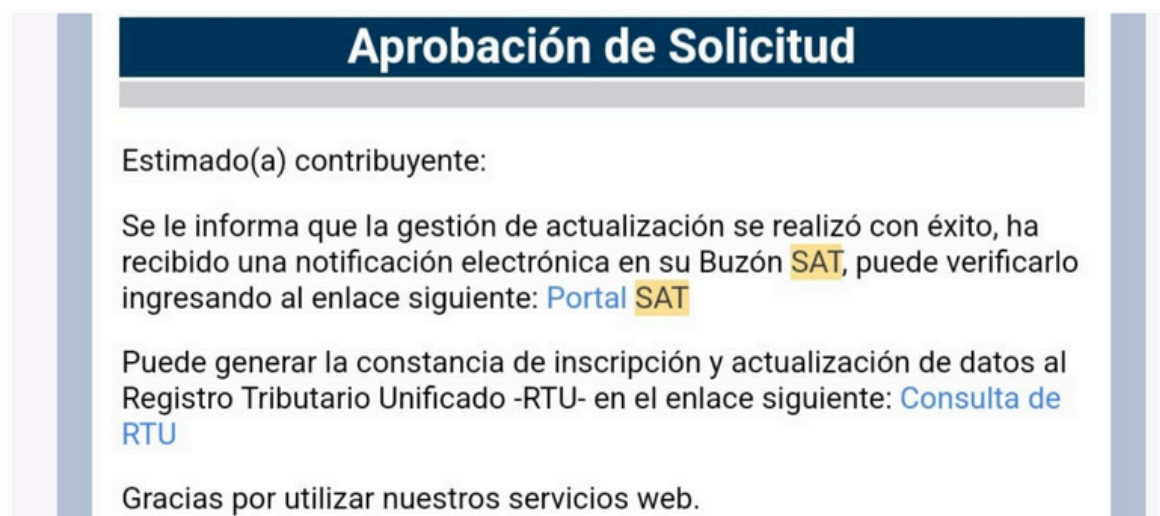 Aprobación de Solicitud
Estimado(a) contribuyente:
Se le informa que la gestión de actualización se realizó con éxito, ha
recibido una notificación electrónica en su Buzón SAT, puede verificarlo
ingresando al enlace siguiente: Portal SAT
Puede generar la constancia de inscripción y actualización de datos al
Registro Tributario Unificado -RTU- en el enlace siguiente: Consulta de
RTU
Gracias por utilizar nuestros servicios web.